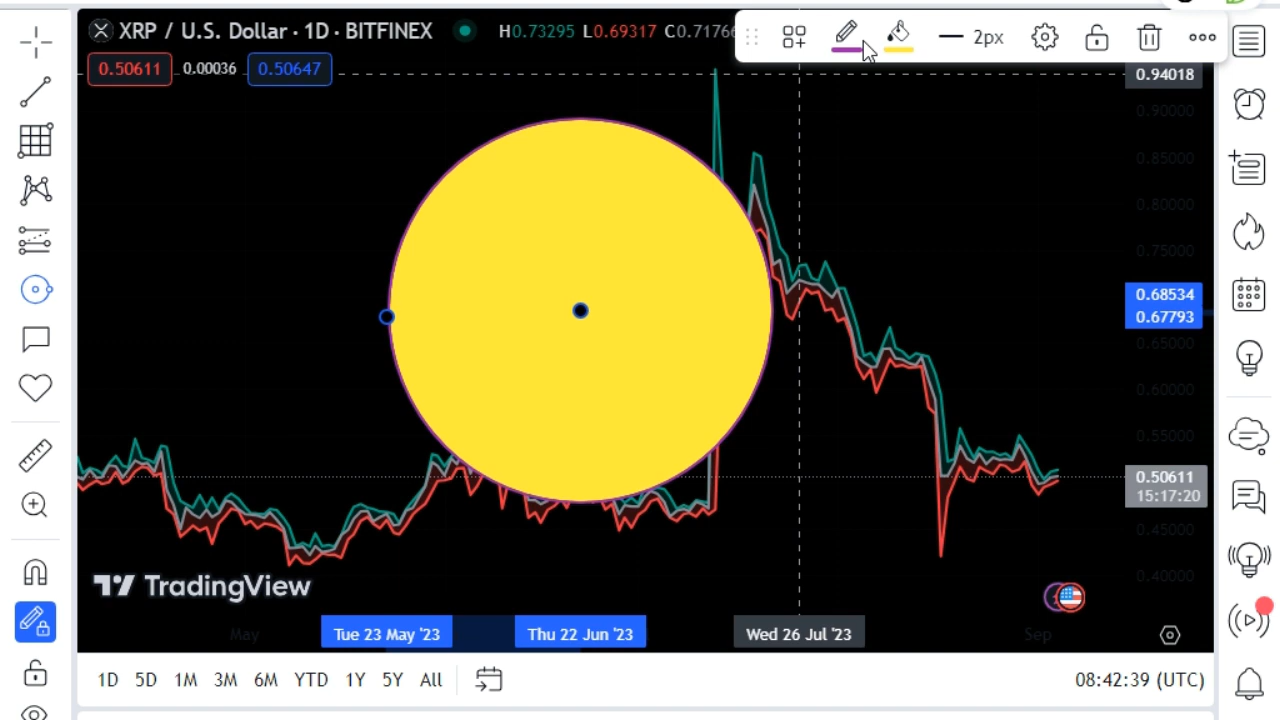 XRP / U.S. Dollar · 1D · BITFINEX
H0.73295 L0.69317 C0.7176
2px
0.50611 0.00036 0.50647
0.94018
0.90000
0.85000
0.80000
0.75000
0.68534
0.67793
0.65000
0.60000
0.55000
0.50611
15:17:20
0.45000
0.40000
TradingView
May
Tue 23 May '23
Thu 22 Jun '23
Wed 26 Jul '23
Sep
1D 5D 1M 3M 6M YTD 1Y 5Y All
08:42:39 (UTC)